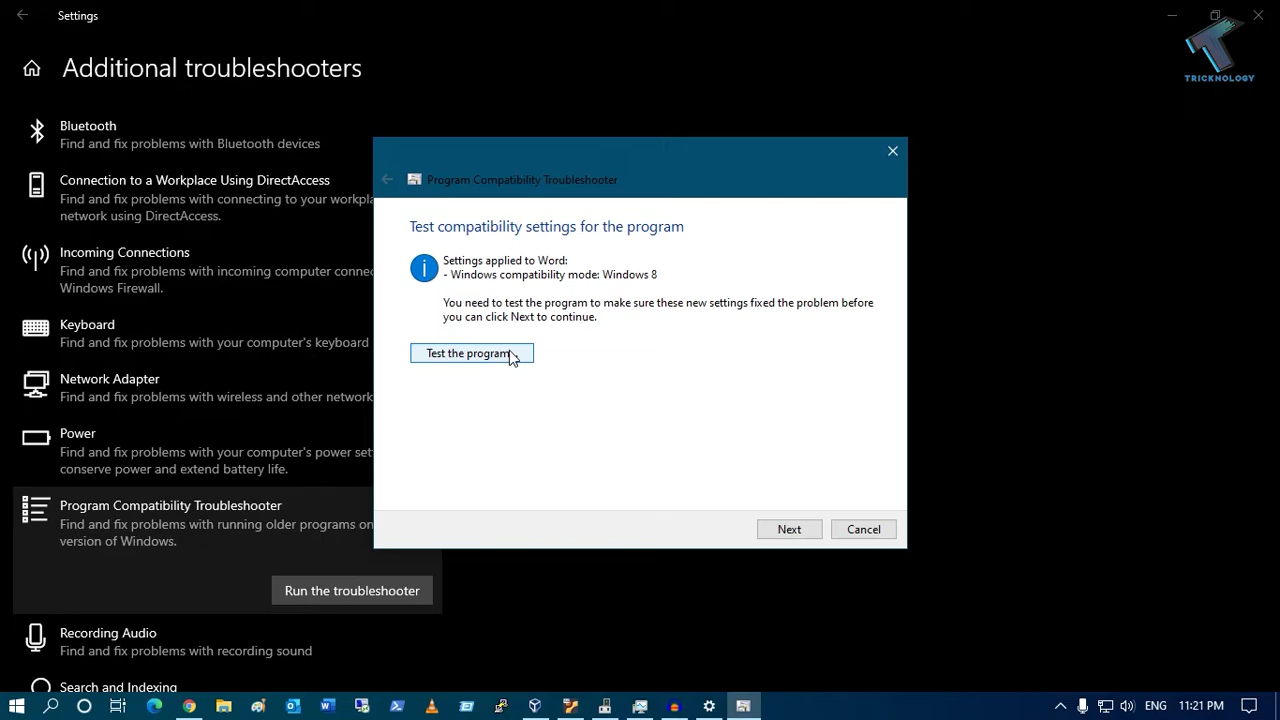 Settings
Additional troubleshooters
TRICKNOLOGY
Bluetooth
Find and fix problems with Bluetooth devices
Connection to a Workplace Using DirectAccess
Find and fix problems with connecting to your workpla
network using DirectAccess.
Incoming Connections
Find and fix problems with incoming computer connec
Windows Firewall.
Keyboard
Find and fix problems with your computer's keyboard
Network Adapter
Find and fix problems with wireless and other network
Power
Find and fix problems with your computer's power set
conserve power and extend battery life.
Program Compatibility Troubleshooter
Find and fix problems with running older programs on
version of Windows.
Run the troubleshooter
Recording Audio
Find and fix problems with recording sound
Search and Indexing
Program Compatibility Troubleshooter
Test compatibility settings for the program
Settings applied to Word:
- Windows compatibility mode: Windows 8
You need to test the program to make sure these new settings fixed the problem before
you can click Next to continue.
Test the program
Next
Cancel
ENG
11:21 PM